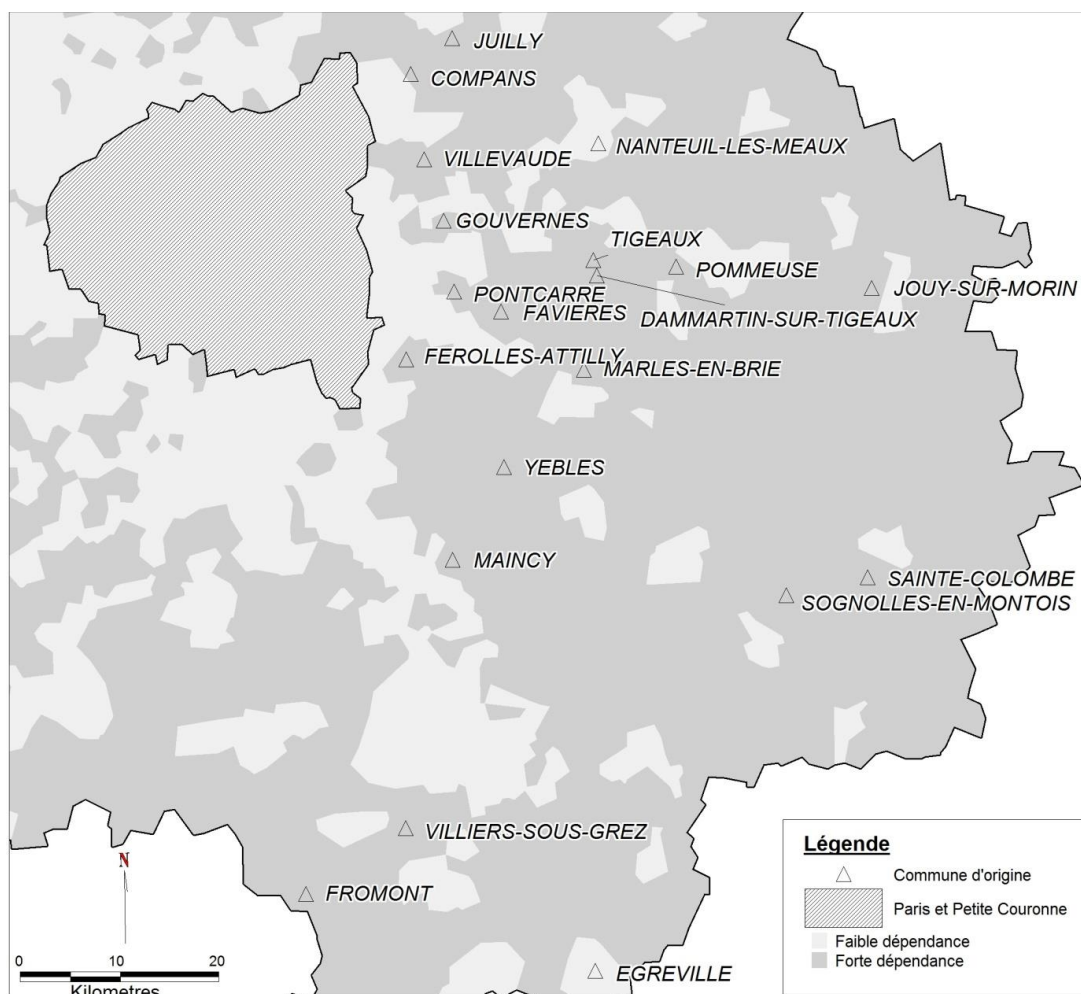 JUILLY
COMPANS
NANTEUIL-LES-MEAUX
VILLEVAUDE
GOUVERNES
TIGEAUX
POMMEUSE
JOUY-SUR-MORIN
PONTCARRE
FAVIERES
DAMMARTIN-SUR-TIGEAUX
FEROLLES-ATTILLY
MARLES-EN-BRIE
YEBLES
MAINCY
SAINTE-COLOMBE
SOGNOLLES-EN-MONTOIS
VILLIERS-SOUS-GREZ
FROMONT
EGREVILLE
N
0 10 20
Kilometres
Légende
Commune d'origine
Paris et Petite Couronne
Faible dépendance
Forte dépendance